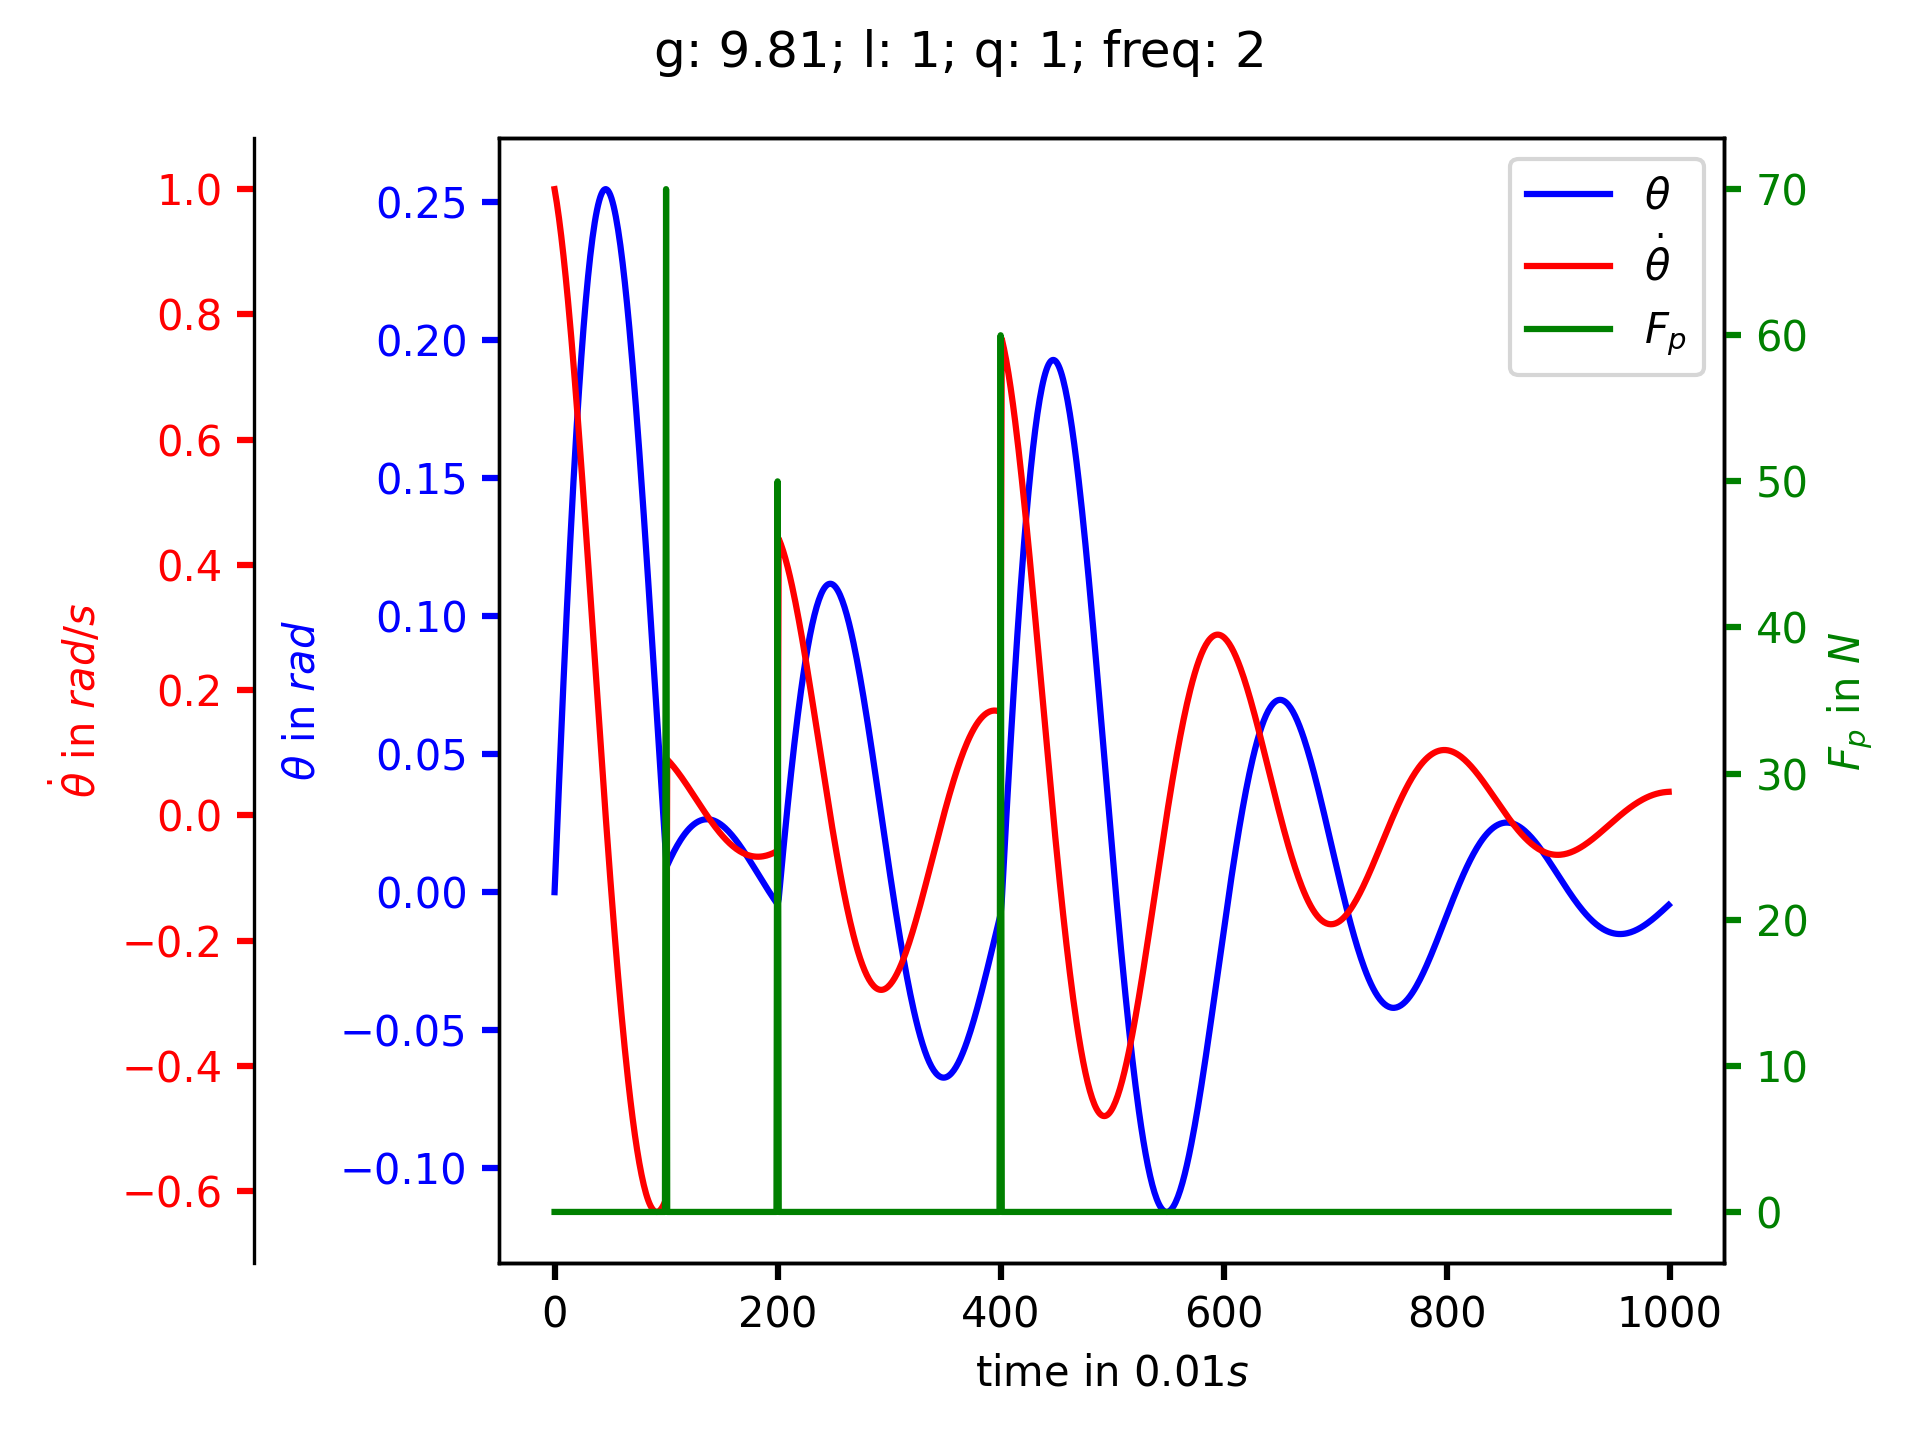 g: 9.81; l: 1; q: 1; freq: 2
θ̇ in rad/s
1.0
0.8
0.6
0.4
0.2
0.0
−0.2
−0.4
−0.6
θ in rad
0.25
0.20
0.15
0.10
0.05
0.00
−0.05
−0.10
θ
θ̇
Fₚ
70
60
50
40
30
20
10
0
Fₚ in N
0 200 400 600 800 1000
time in 0.01s